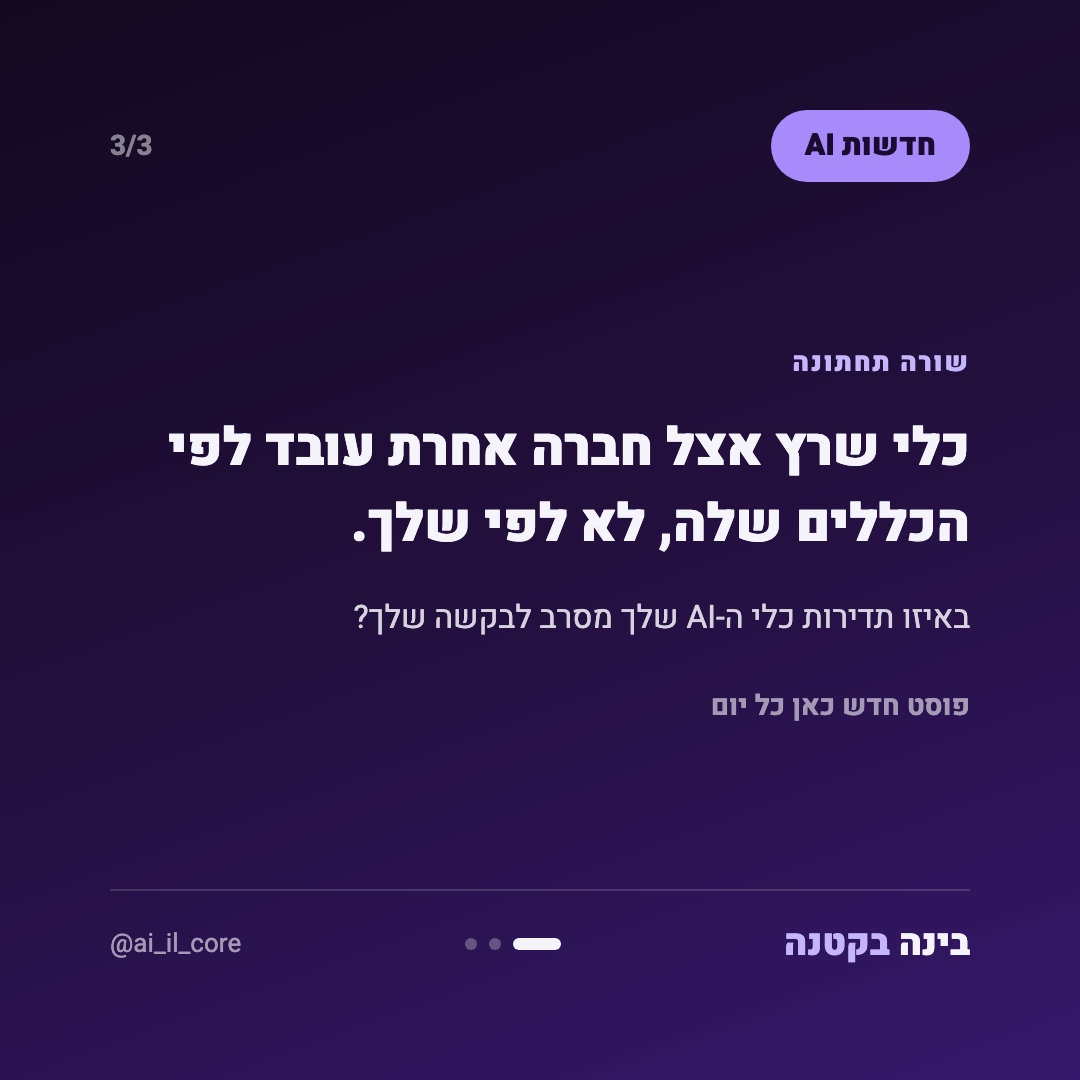 חדשות AI
3/3
שורה תחתונה
כלי שרץ אצל חברה אחרת עובד לפי
הכללים שלה, לא לפי שלך.
באיזו תדירות כלי ה-AI שלך מסרב לבקשה שלך?
פוסט חדש כאן כל יום
בינה בקטנה
@ai_il_core